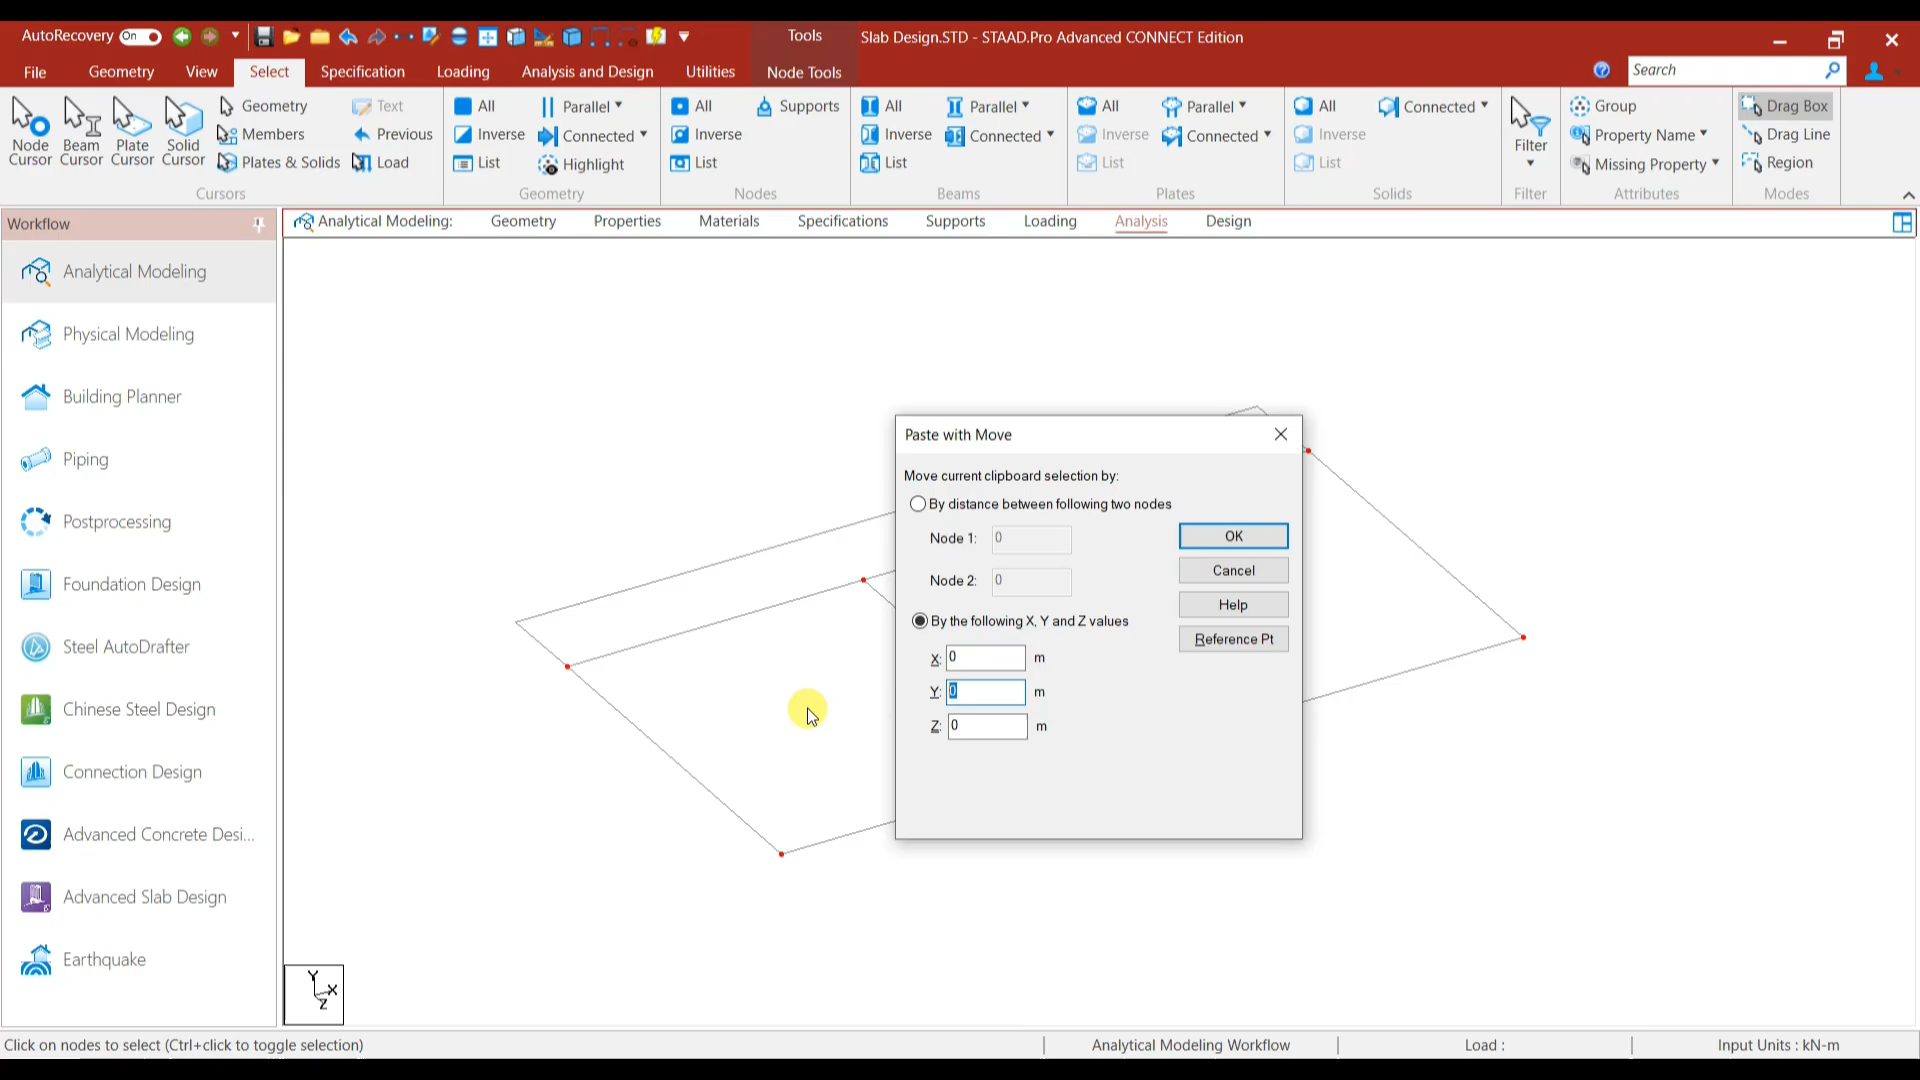 AutoRecovery On
Tools
Slab Design.STD - STAAD.Pro Advanced CONNECT Edition
File Geometry View Select Specification Loading Analysis and Design Utilities Node Tools
Search
Node Cursor
Beam Cursor
Plate Cursor
Solid Cursor
Geometry
Members
Plates & Solids
Text
Previous
Load
Cursors
All
Inverse
List
Parallel
Connected
Highlight
Geometry
All
Inverse
List
Supports
Nodes
All
Inverse
List
Parallel
Connected
Beams
All
Inverse
List
Parallel
Connected
Plates
All
Inverse
List
Connected
Solids
Filter
Filter
Group
Property Name
Missing Property
Attributes
Drag Box
Drag Line
Region
Modes
Workflow
Analytical Modeling: Geometry Properties Materials Specifications Supports Loading Analysis Design
Analytical Modeling
Physical Modeling
Building Planner
Piping
Postprocessing
Foundation Design
Steel AutoDrafter
Chinese Steel Design
Connection Design
Advanced Concrete Desi...
Advanced Slab Design
Earthquake
Paste with Move
Move current clipboard selection by:
By distance between following two nodes
Node 1: 0
Node 2: 0
By the following X, Y and Z values
X: 0 m
Y: 0 m
Z: 0 m
OK
Cancel
Help
Reference Pt
Y
X
Z
Click on nodes to select (Ctrl+click to toggle selection)
Analytical Modeling Workflow
Load :
Input Units : kN-m